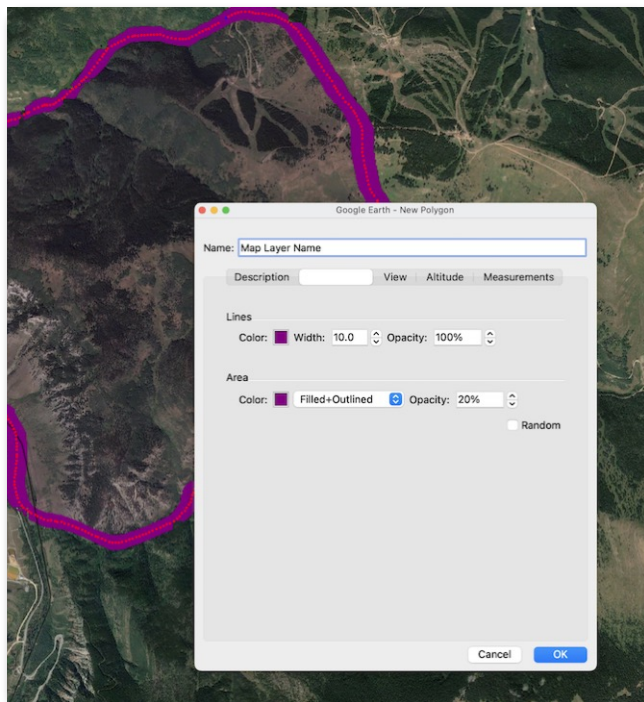 Google Earth - New Polygon
Name: Map Layer Name
Description View Altitude Measurements
Lines
Color: Width: 10.0 Opacity: 100%
Area
Color: Filled+Outlined Opacity: 20%
Random
Cancel OK